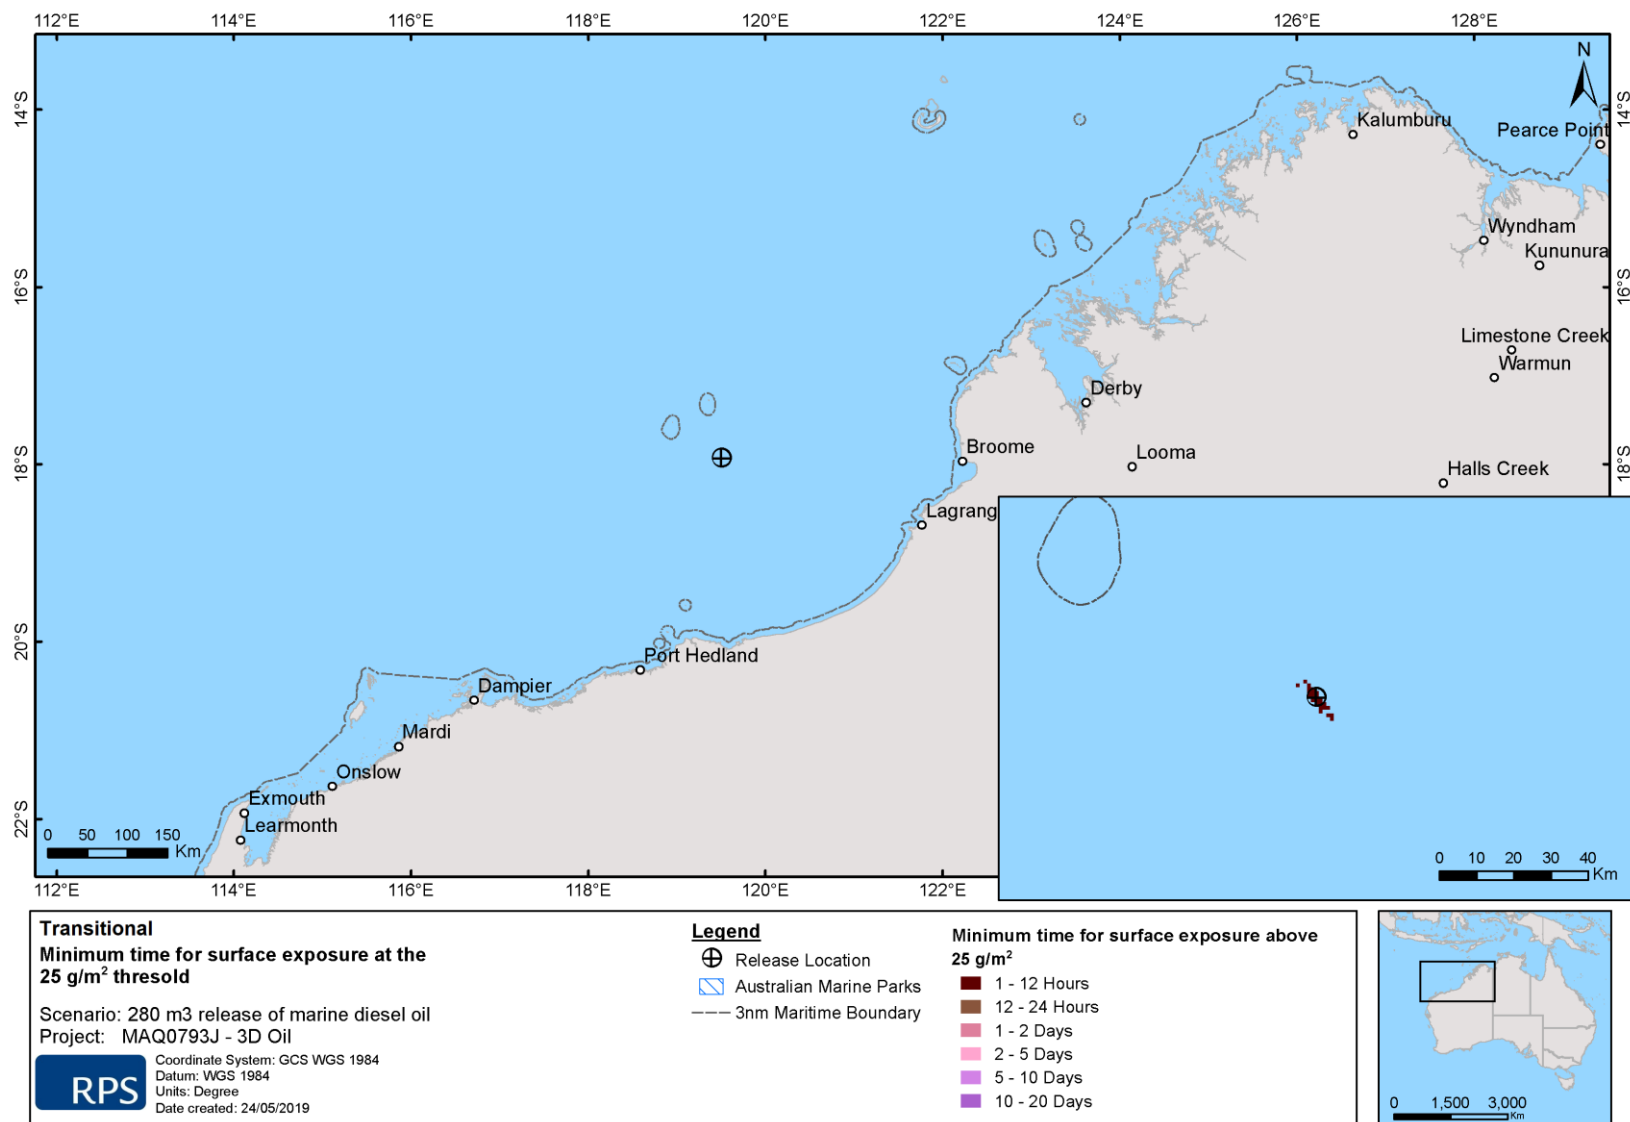 112°E 114°E 116°E 118°E 120°E 122°E 124°E 126°E 128°E
N
14°S 14°S
Kalumburu
Pearce Point
Wyndham
Kununura
16°S 16°S
Limestone Creek
Warmun
Derby
Broome
Looma
18°S 18°S
Halls Creek
Lagrang
20°S
Port Hedland
Dampier
Mardi
Onslow
Exmouth
22°S
Learmonth
0 50 100 150
Km
0 10 20 30 40
Km
112°E 114°E 116°E 118°E 120°E 122°E
Transitional
Minimum time for surface exposure at the
25 g/m² thresold
Scenario: 280 m3 release of marine diesel oil
Project: MAQ0793J - 3D Oil
RPS
Coordinate System: GCS WGS 1984
Datum: WGS 1984
Units: Degree
Date created: 24/05/2019
Legend
Release Location
Australian Marine Parks
3nm Maritime Boundary
Minimum time for surface exposure above
25 g/m²
1 - 12 Hours
12 - 24 Hours
1 - 2 Days
2 - 5 Days
5 - 10 Days
10 - 20 Days
0 1,500 3,000
Km